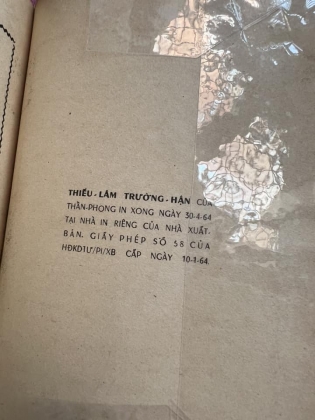 THIẾU-LÂM TRƯỜNG-HẬN CỦA
THẦN-PHONG IN XONG NGÀY 30-4-64
TẠI NHÀ IN RIÊNG CỦA NHÀ XUẤT-
BẢN. GIẤY PHÉP SỐ 58 CỦA
HĐKDTƯ/PI/XB CẤP NGÀY 10-1-64.